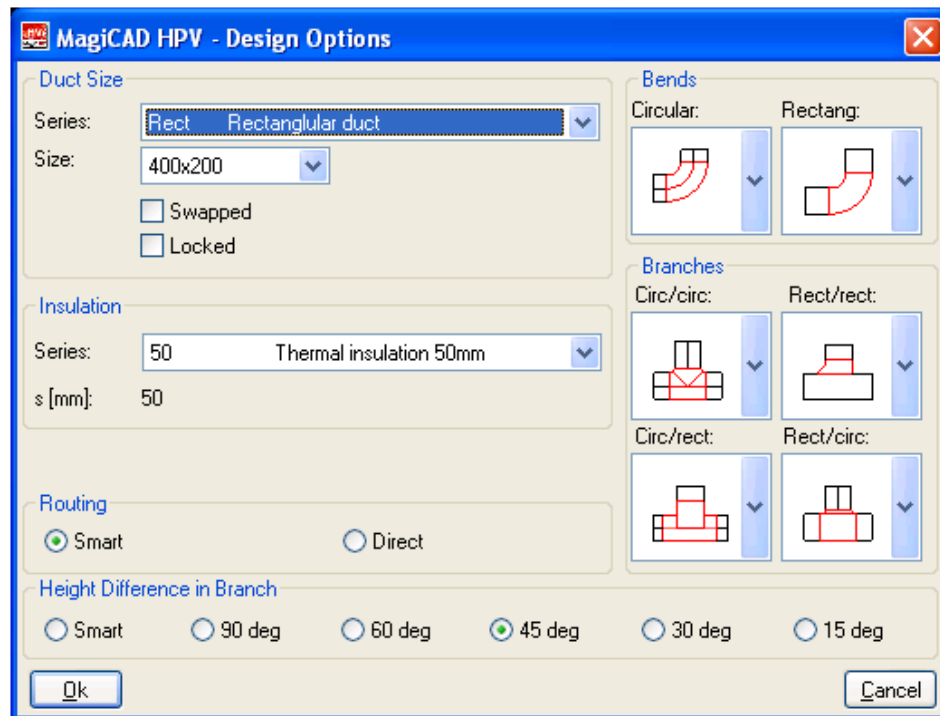 MagiCAD HPV - Design Options
Duct Size
Series:
Rect Rectanglular duct
Size:
400x200
Swapped
Locked
Insulation
Series:
50 Thermal insulation 50mm
s [mm]:
50
Routing
Smart
Direct
Height Difference in Branch
Smart
90 deg
60 deg
45 deg
30 deg
15 deg
Ok
Cancel
Bends
Circular:
Rectang:
Branches
Circ/circ:
Rect/rect:
Circ/rect:
Rect/circ: